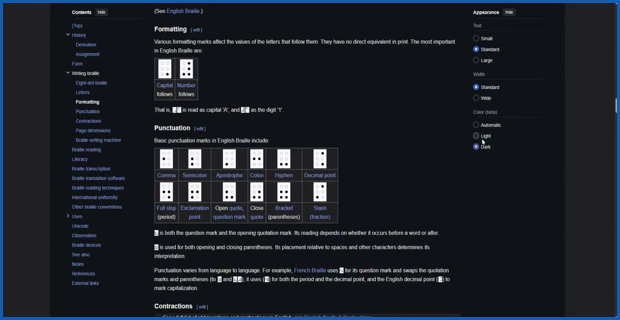 Contents hide
(Top)
History
Derivation
Assignment
Form
Writing braille
Eight-dot braille
Letters
Formatting
Punctuation
Contractions
Page dimensions
Braille writing machine
Braille reading
Literacy
Braille transcription
Braille translation software
Braille reading techniques
International uniformity
Other braille conventions
Uses
Unicode
Observation
Braille devices
See also
Notes
References
External links
(See English Braille.)
Formatting [edit]
Various formatting marks affect the values of the letters that follow them. They have no direct equivalent in print. The most important
in English Braille are:
Capital Number
follows follows
That is, is read as capital 'A', and as the digit '1'.
Punctuation [edit]
Basic punctuation marks in English Braille include:
Comma Semicolon Apostrophe Colon Hyphen Decimal point
Full stop (period) Exclamation point Open quote, question mark Close quote Bracket (parentheses) Slash (fraction)
is both the question mark and the opening quotation mark. Its reading depends on whether it occurs before a word or after.
is used for both opening and closing parentheses. Its placement relative to spaces and other characters determines its
interpretation.
Punctuation varies from language to language. For example, French Braille uses for its question mark and swaps the quotation
marks and parentheses (to and ); it uses ( ) for both the period and the decimal point, and the English decimal point ( ) to
mark capitalization.
Contractions [edit]
Appearance hide
Text
Small
Standard
Large
Width
Standard
Wide
Color (beta)
Automatic
Light
Dark